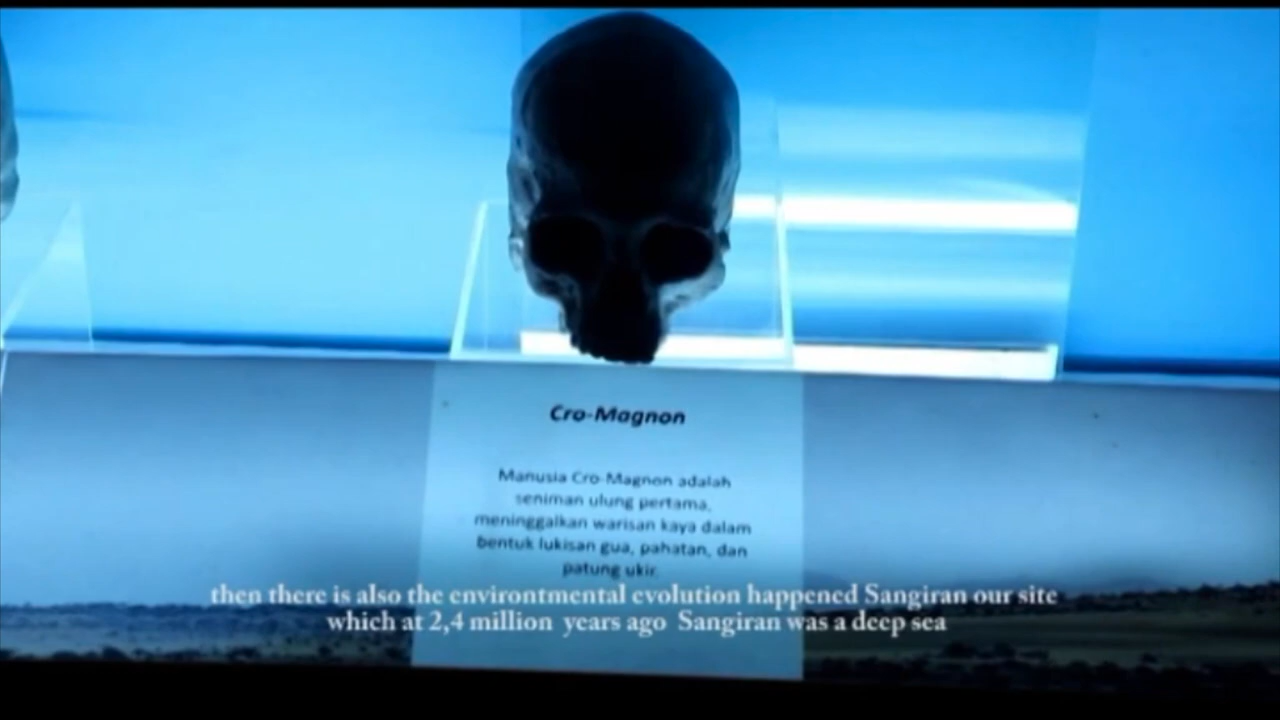 Cro-Magnon
Manusia Cro-Magnon adalah
seniman ulung pertama,
meninggalkan warisan kaya dalam
bentuk lukisan gua, pahatan, dan
patung ukir.
then there is also the environtmental evolution happened Sangiran our site
which at 2,4 million years ago Sangiran was a deep sea